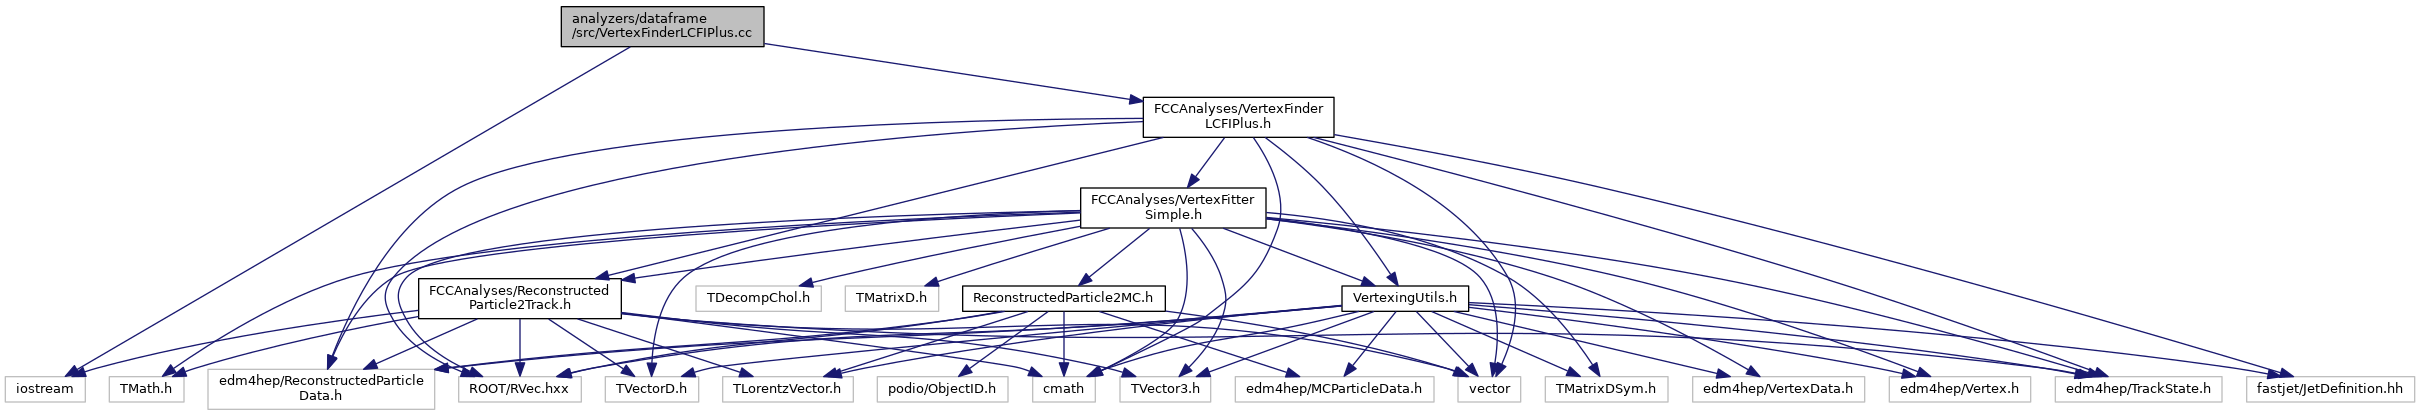 analyzers/dataframe
/src/VertexFinderLCFIPlus.cc
FCCAnalyses/VertexFinder
LCFIPlus.h
FCCAnalyses/VertexFitter
Simple.h
FCCAnalyses/Reconstructed
Particle2Track.h
TDecompChol.h
TMatrixD.h
ReconstructedParticle2MC.h
VertexingUtils.h
iostream
TMath.h
edm4hep/ReconstructedParticle
Data.h
ROOT/RVec.hxx
TVectorD.h
TLorentzVector.h
podio/ObjectID.h
cmath
TVector3.h
edm4hep/MCParticleData.h
vector
TMatrixDSym.h
edm4hep/VertexData.h
edm4hep/Vertex.h
edm4hep/TrackState.h
fastjet/JetDefinition.hh